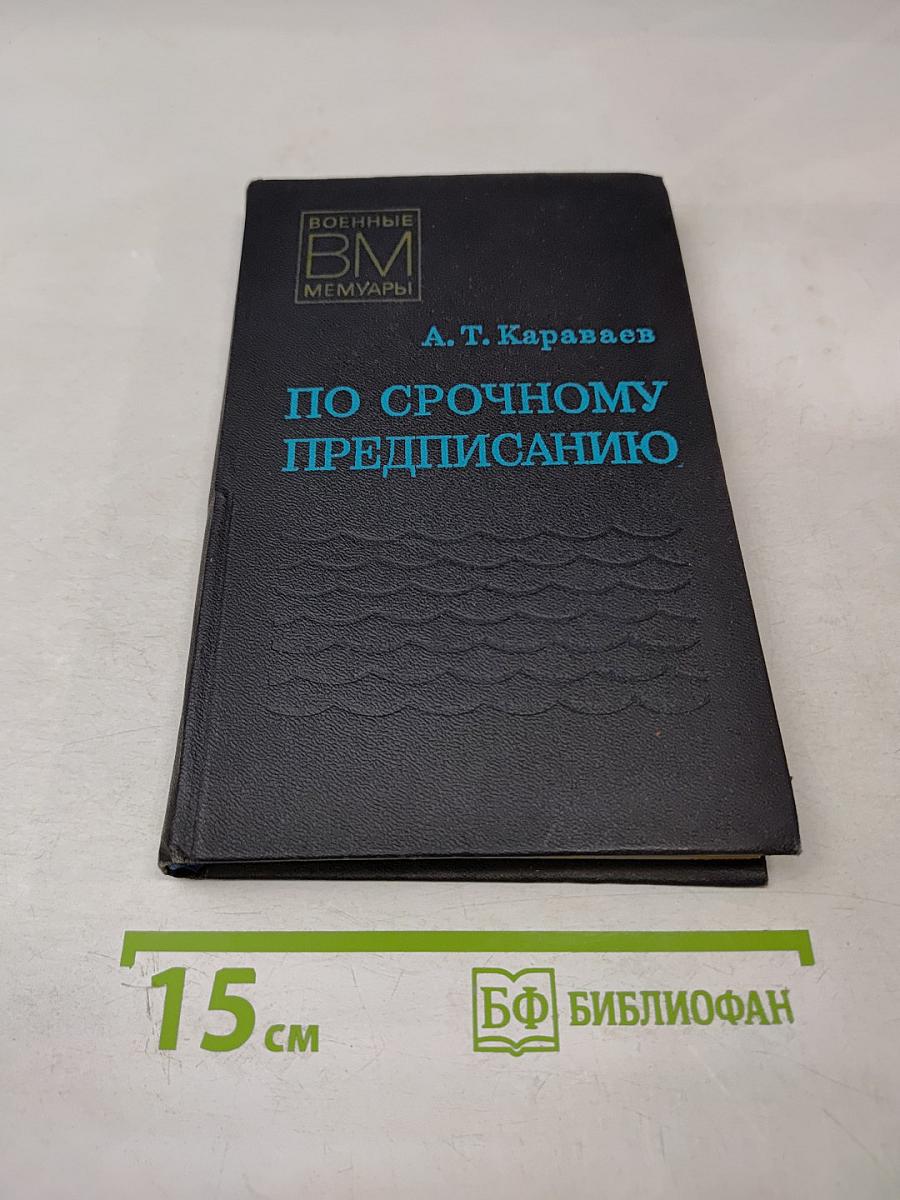 ВОЕННЫЕ
ВМ
МЕМУАРЫ
А. Т. Караваев
ПО СРОЧНОМУ
ПРЕДПИСАНИЮ
15 см
БФ БИБЛИОФАН